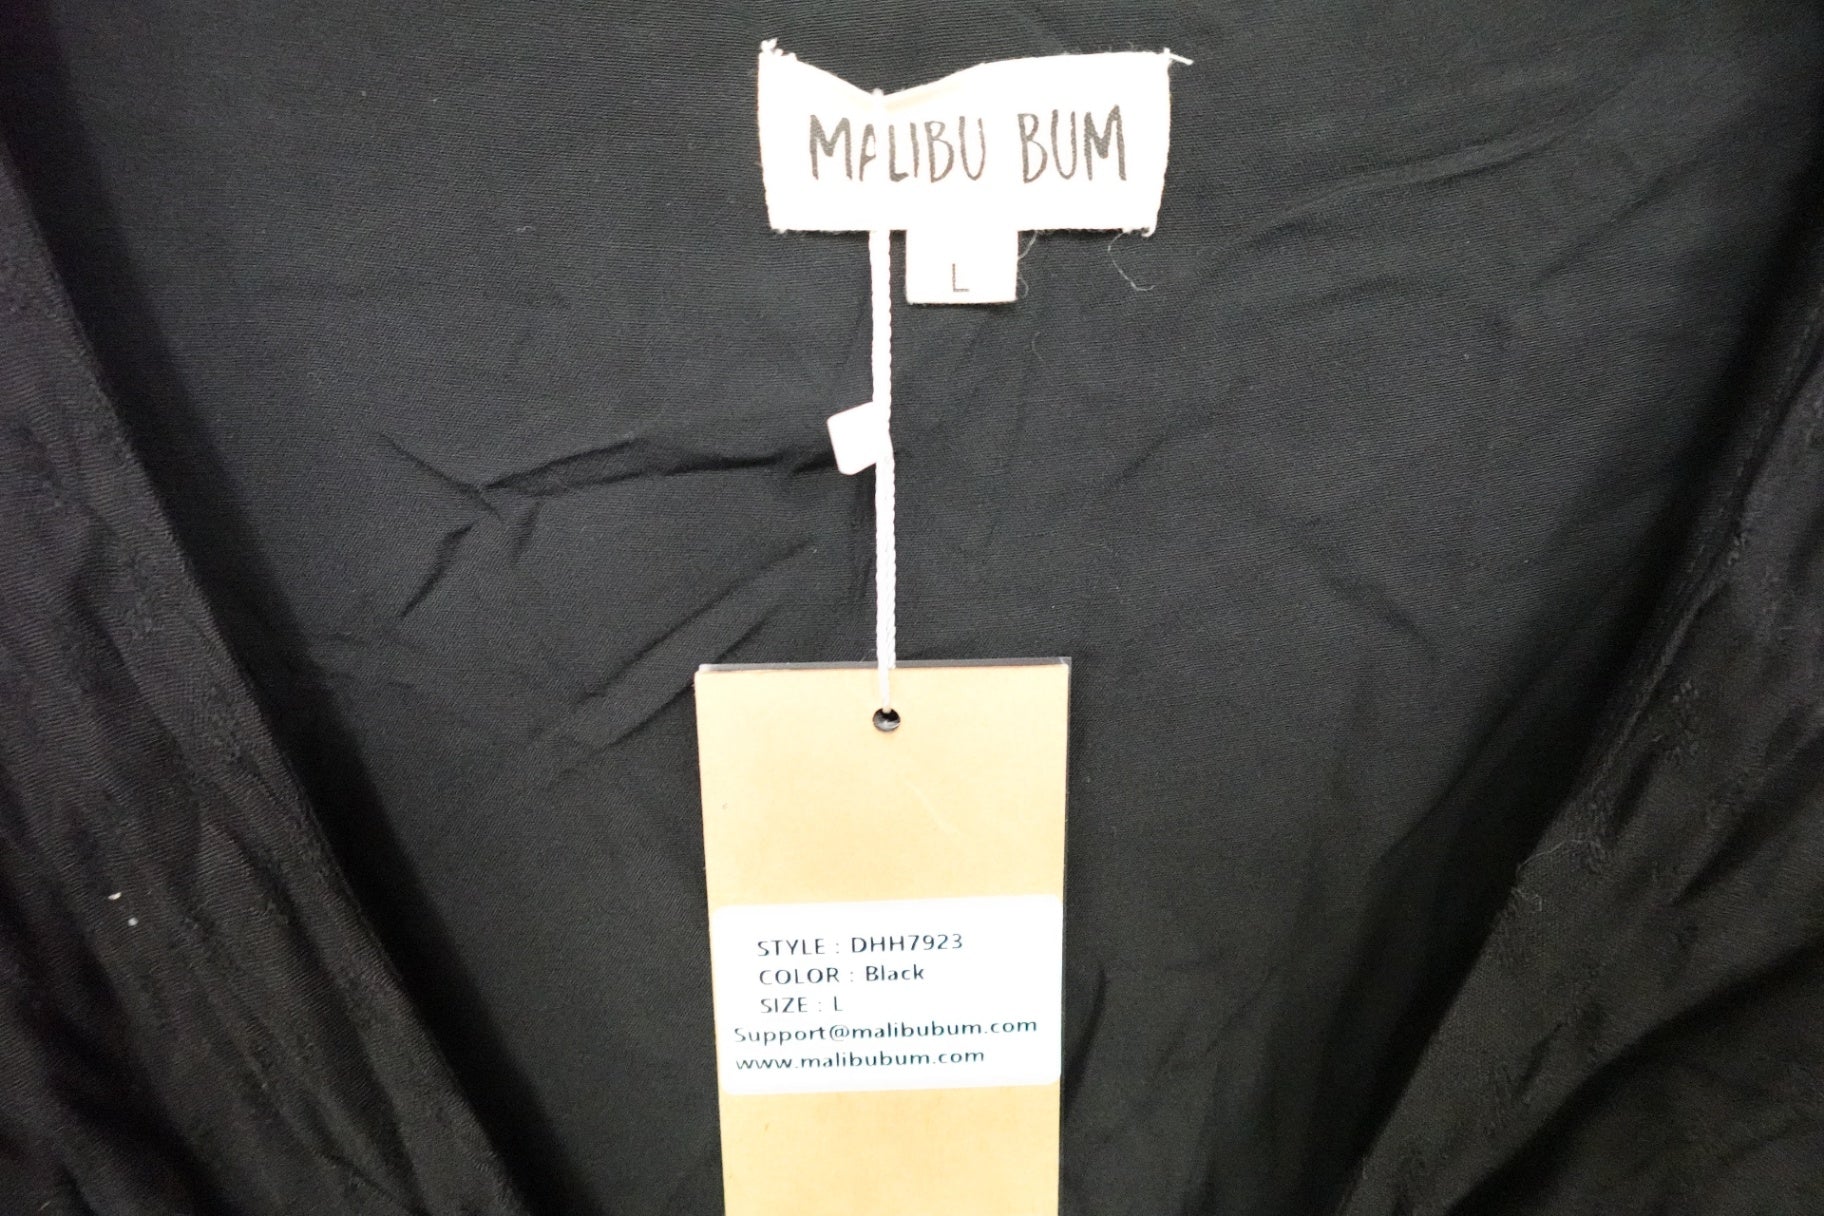 MALIBU BUM
L
STYLE : DHH7923
COLOR : Black
SIZE : L
Support@malibubum.com
www.malibubum.com